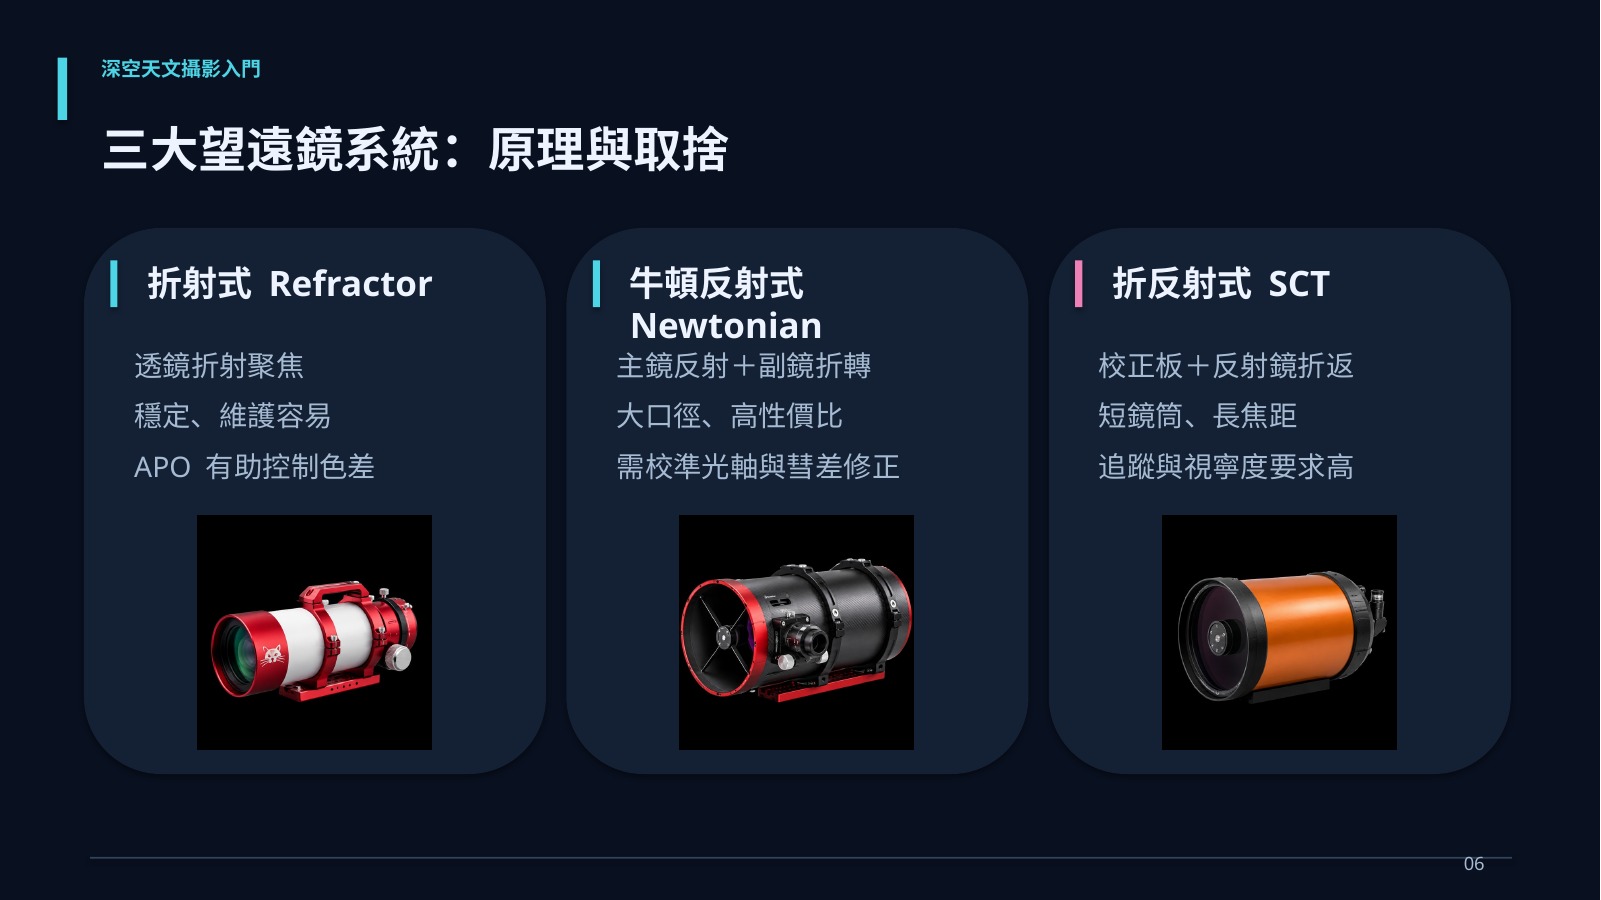 深空天文攝影入門
三大望遠鏡系統：原理與取捨
折射式 Refractor
透鏡折射聚焦
穩定、維護容易
APO 有助控制色差
牛頓反射式
Newtonian
主鏡反射＋副鏡折轉
大口徑、高性價比
需校準光軸與彗差修正
折反射式 SCT
校正板＋反射鏡折返
短鏡筒、長焦距
追蹤與視寧度要求高
06